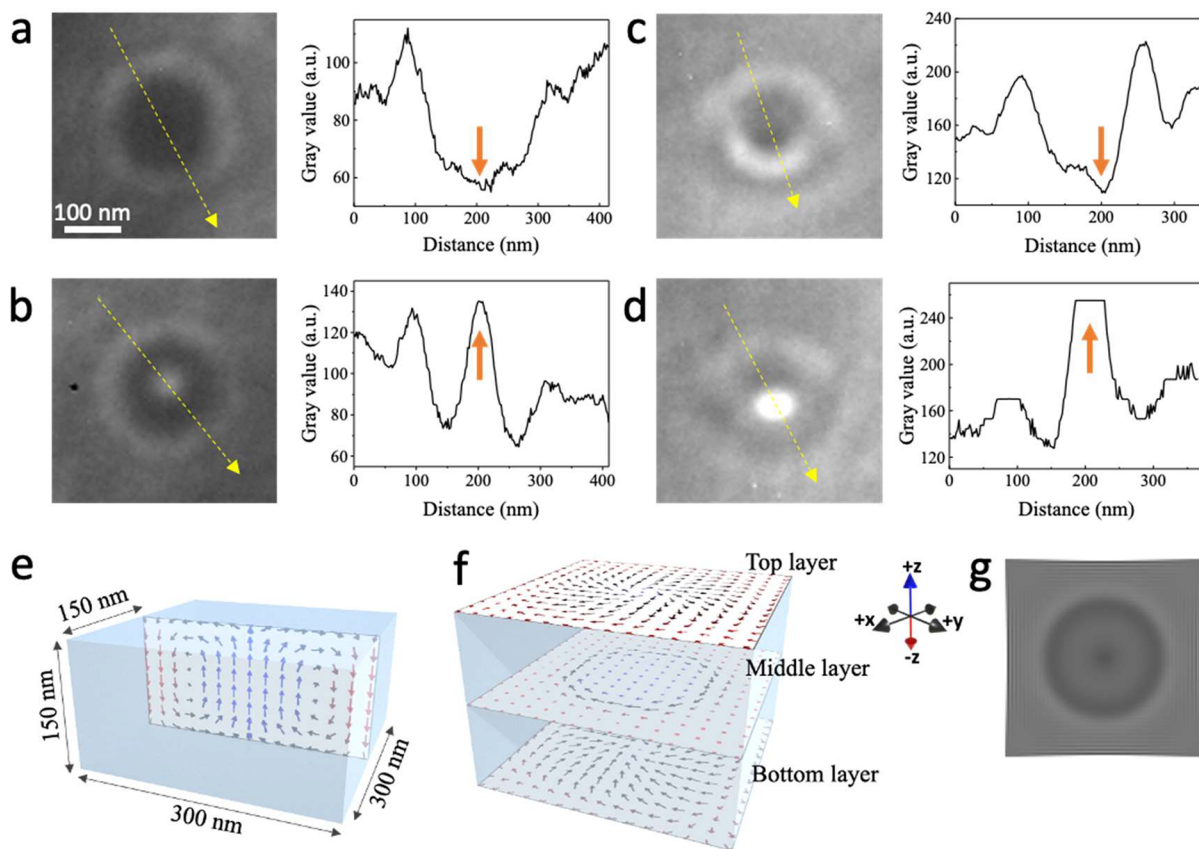 a
100 nm
Gray value (a.u.)
100
80
60
0 100 200 300 400
Distance (nm)
c
Gray value (a.u.)
240
200
160
120
0 100 200 300
Distance (nm)
b
Gray value (a.u.)
140
120
100
80
60
0 100 200 300 400
Distance (nm)
d
Gray value (a.u.)
240
200
160
120
0 100 200 300
Distance (nm)
e
150 nm
150 nm
300 nm
300 nm
f
Top layer
Middle layer
Bottom layer
+z
+x
+y
-z
g